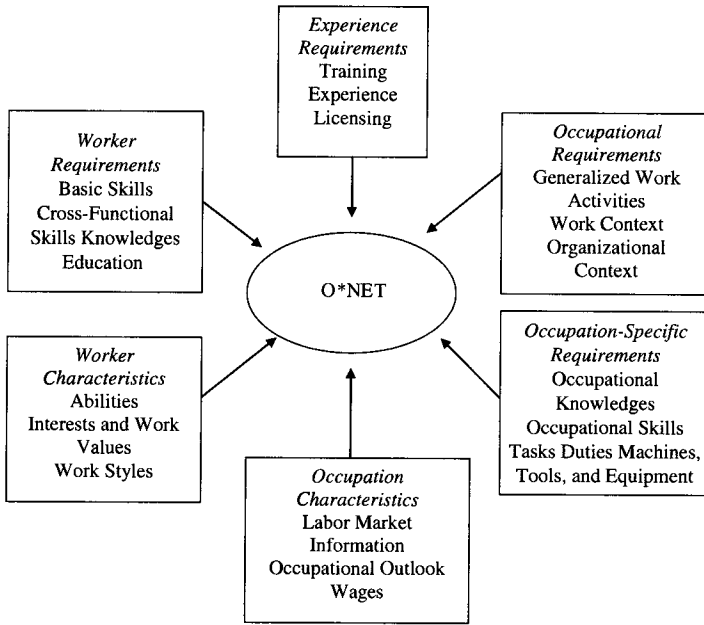 Experience
Requirements
Training
Experience
Licensing
Worker
Requirements
Basic Skills
Cross-Functional
Skills Knowledges
Education
Occupational
Requirements
Generalized Work
Activities
Work Context
Organizational
Context
O*NET
Worker
Characteristics
Abilities
Interests and Work
Values
Work Styles
Occupation-Specific
Requirements
Occupational
Knowledges
Occupational Skills
Tasks Duties Machines,
Tools, and Equipment
Occupation
Characteristics
Labor Market
Information
Occupational Outlook
Wages